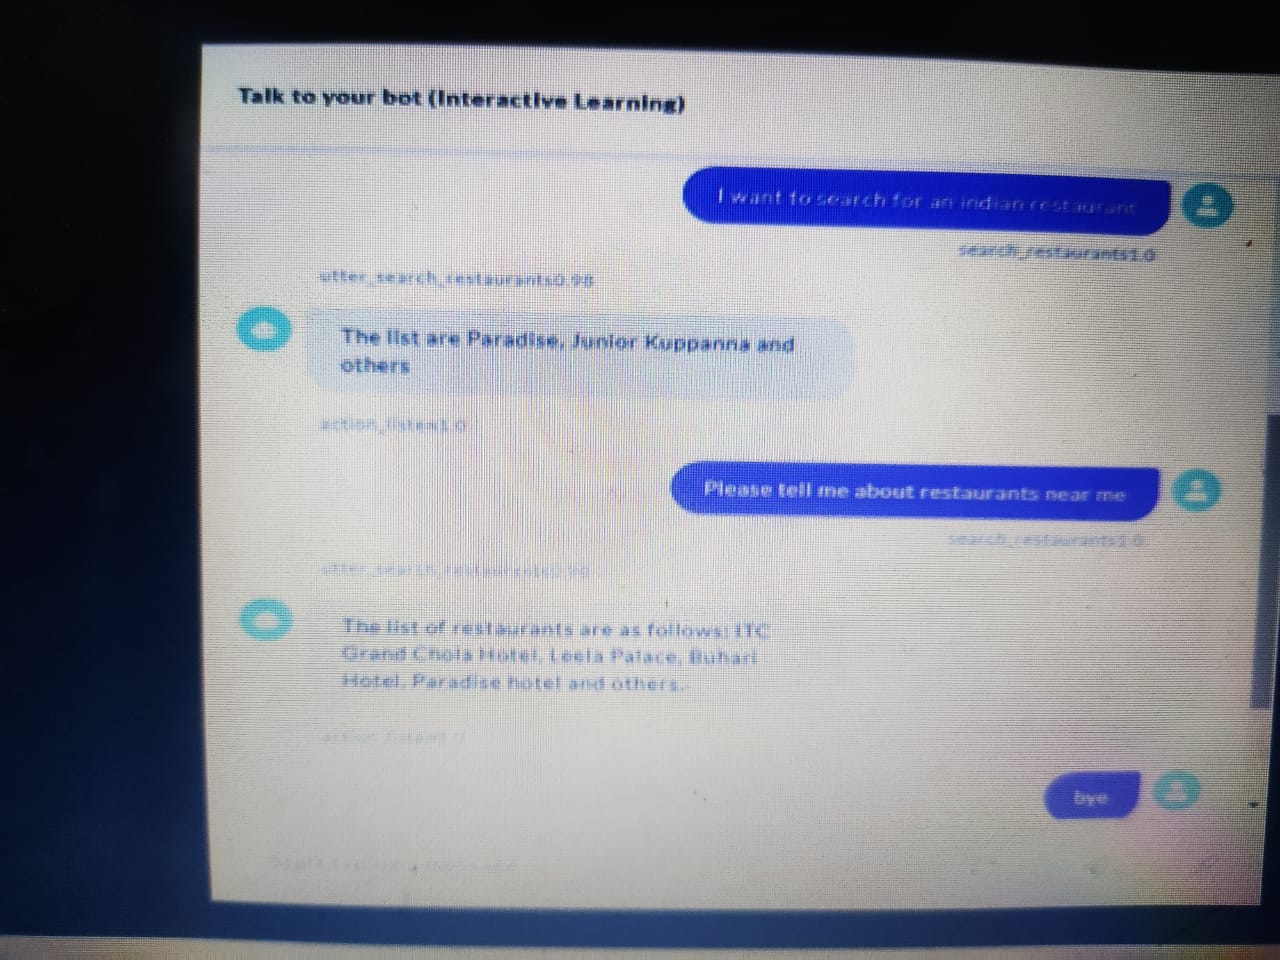 Talk to your bot (Interactive Learning)
I want to search for an indian restaurant
search_restaurants1.0
utter_search_restaurants0.98
The list are Paradise, Junior Kuppanna and
others
action_listen1.0
Please tell me about restaurants near me
search_restaurants1.0
utter_search_restaurants0.98
The list of restaurants are as follows: ITC
Grand Chola Hotel, Leela Palace, Buhari
Hotel, Paradise hotel and others.
action_listen1.0
bye